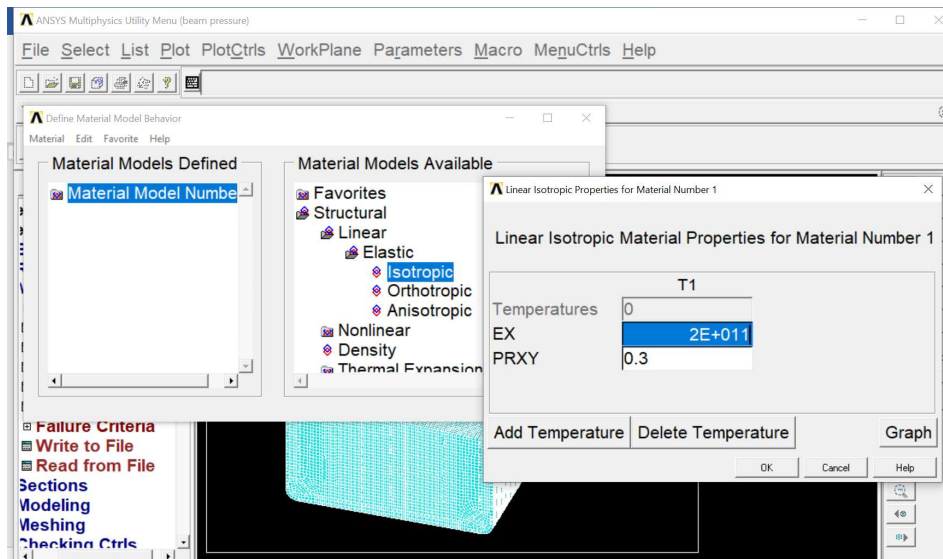 ANSYS Multiphysics Utility Menu (beam pressure)
File Select List Plot PlotCtrls WorkPlane Parameters Macro MenuCtrls Help
Define Material Model Behavior
Material Edit Favorite Help
Material Models Defined
Material Model Numbe
Material Models Available
Favorites
Structural
Linear
Elastic
Isotropic
Orthotropic
Anisotropic
Nonlinear
Density
Thermal Expansion
Linear Isotropic Properties for Material Number 1
Linear Isotropic Material Properties for Material Number 1
T1
Temperatures 0
EX 2E+011
PRXY 0.3
Add Temperature Delete Temperature Graph
OK Cancel Help
Failure Criteria
Write to File
Read from File
Sections
Modeling
Meshing
Checking Ctrls